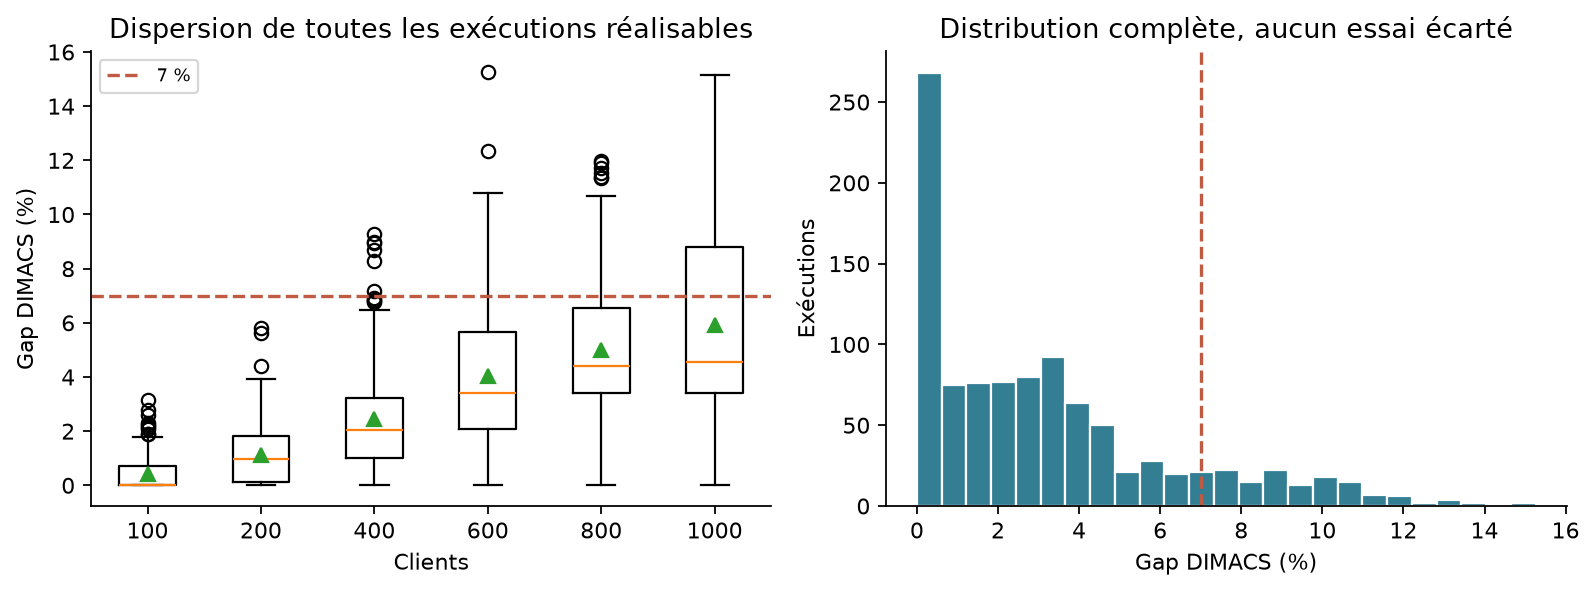 Dispersion de toutes les exécutions réalisables
Gap DIMACS (%)
16
14
12
10
8
6
4
2
0
7 %
100 200 400 600 800 1000
Clients
Distribution complète, aucun essai écarté
Exécutions
250
200
150
100
50
0
0 2 4 6 8 10 12 14 16
Gap DIMACS (%)